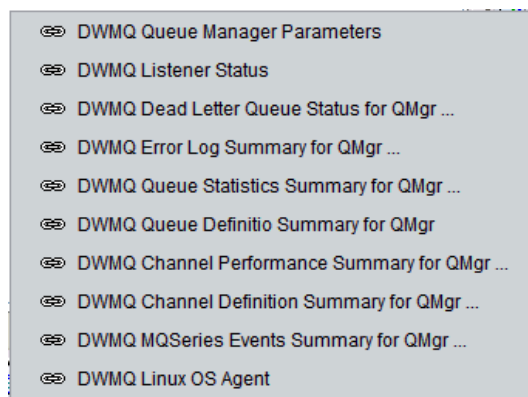 DWMQ Queue Manager Parameters
DWMQ Listener Status
DWMQ Dead Letter Queue Status for QMgr ...
DWMQ Error Log Summary for QMgr ...
DWMQ Queue Statistics Summary for QMgr ...
DWMQ Queue Definitio Summary for QMgr
DWMQ Channel Performance Summary for QMgr ...
DWMQ Channel Definition Summary for QMgr ...
DWMQ MQSeries Events Summary for QMgr ...
DWMQ Linux OS Agent